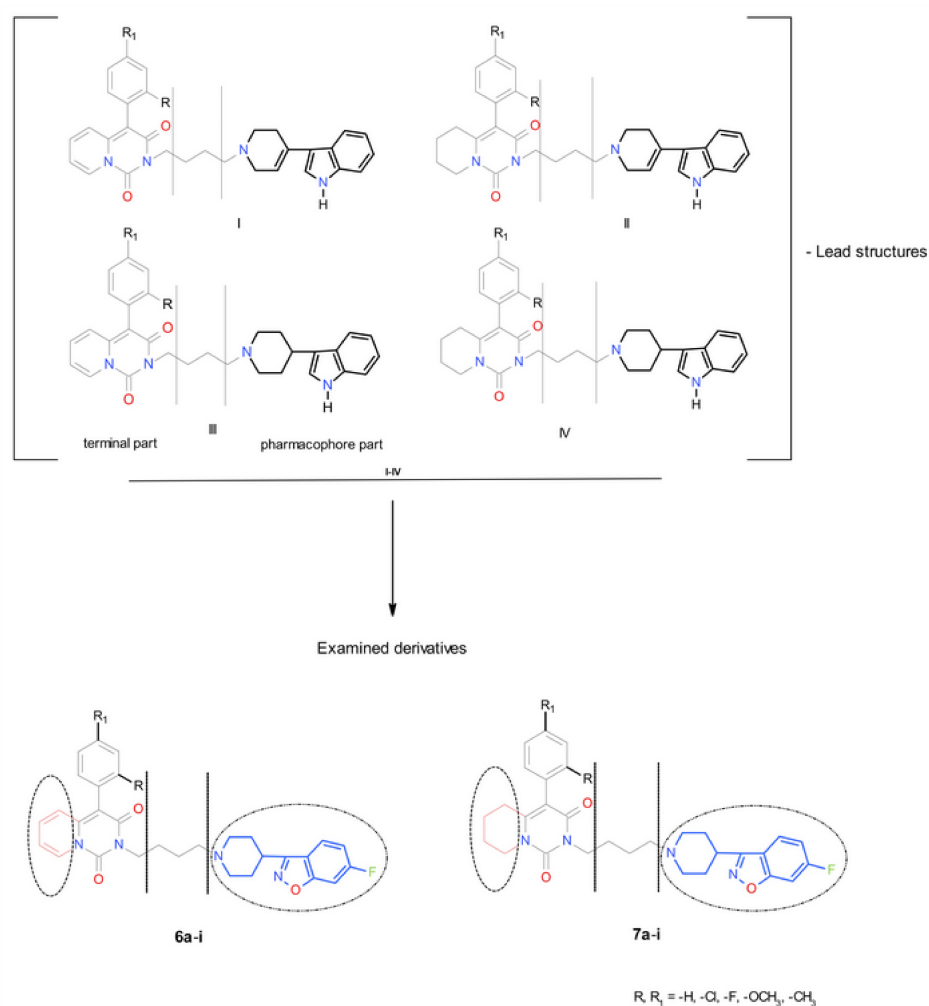 R1
R1
R
O
R
O
N
N
N
N
N
N
O
N
H
O
N
H
I
II
- Lead structures
R1
R1
R
O
R
O
N
N
N
N
N
N
O
N
H
O
N
H
III
IV
terminal part
pharmacophore part
I-IV
Examined derivatives
R1
R1
R
O
R
O
N
N
N
N
N
N
O
N
O
F
O
N
O
F
6a-i
7a-i
R, R1 = -H, -Cl, -F, -OCH3, -CH3